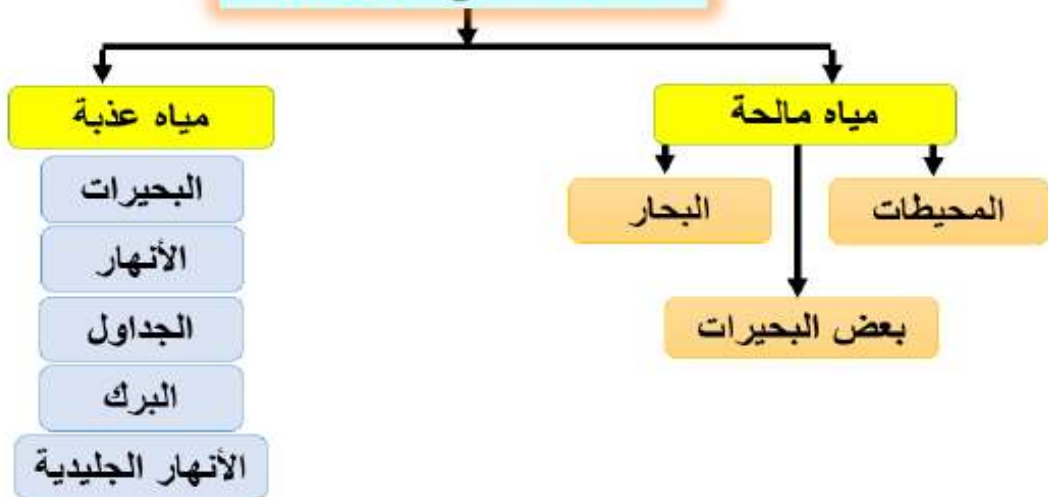 مياه مالحة
المحيطات
البحار
بعض البحيرات
مياه عذبة
البحيرات
الأنهار
الجداول
البرك
الأنهار الجليدية